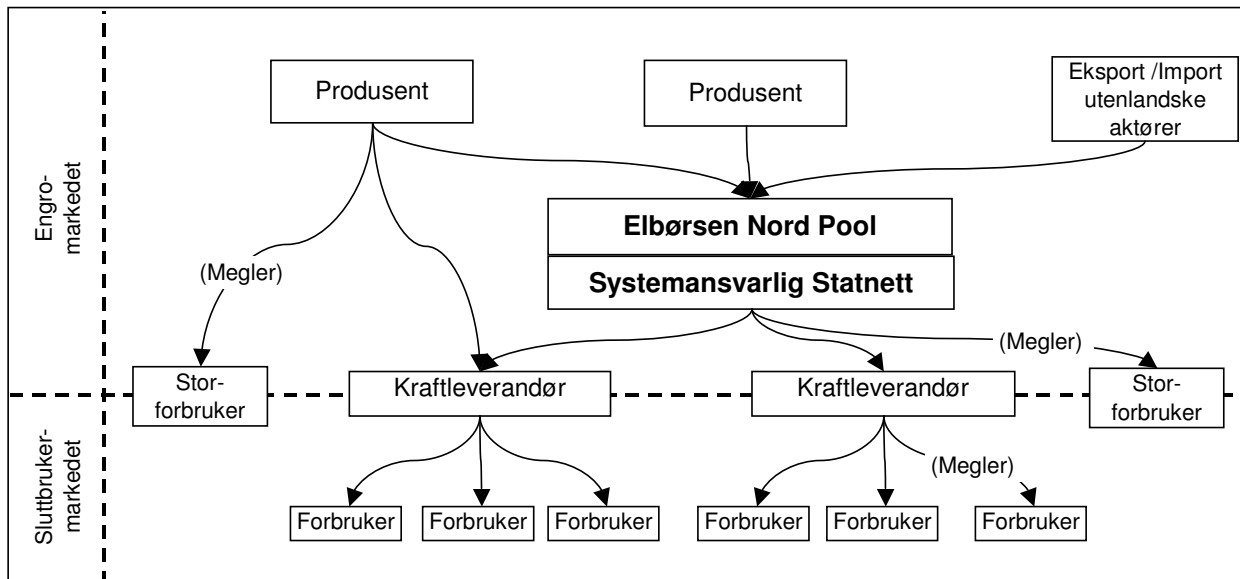 Produsent
Produsent
Eksport /Import
utenlandske
aktører
Engro-
markedet
Elbørsen Nord Pool
Systemansvarlig Statnett
(Megler)
(Megler)
Stor-
forbruker
Kraftleverandør
Kraftleverandør
Stor-
forbruker
Sluttbruker-
markedet
(Megler)
Forbruker
Forbruker
Forbruker
Forbruker
Forbruker
Forbruker